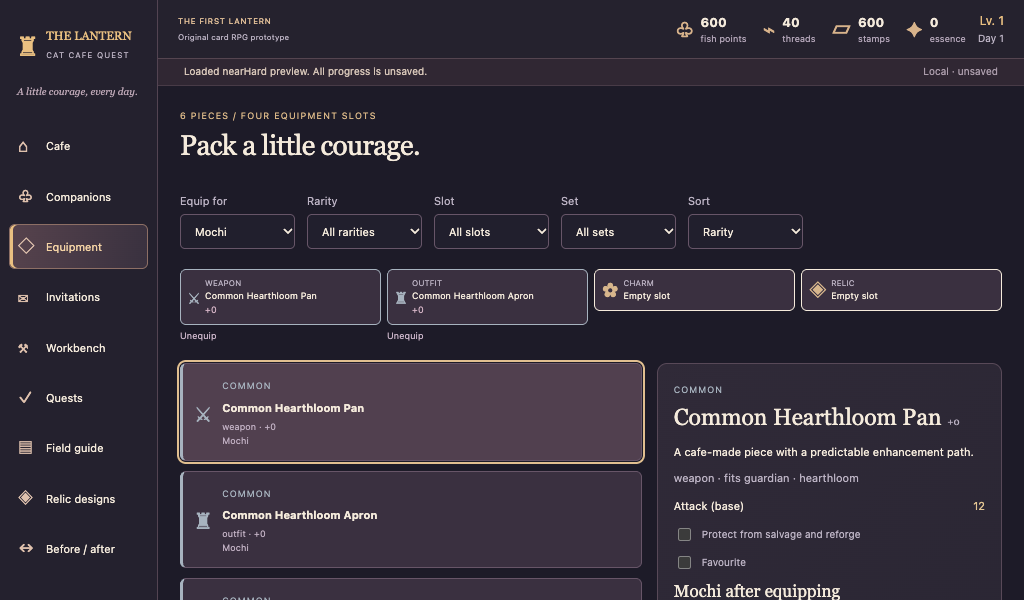 THE LANTERN
CAT CAFE QUEST
A little courage, every day.
Cafe
Companions
Equipment
Invitations
Workbench
Quests
Field guide
Relic designs
Before / after
THE FIRST LANTERN
Original card RPG prototype
600
fish points
40
threads
600
stamps
0
essence
Lv. 1
Day 1
Loaded nearHard preview. All progress is unsaved.
Local · unsaved
6 PIECES / FOUR EQUIPMENT SLOTS
Pack a little courage.
Equip for
Mochi
Rarity
All rarities
Slot
All slots
Set
All sets
Sort
Rarity
WEAPON
Common Hearthloom Pan
+0
Unequip
OUTFIT
Common Hearthloom Apron
+0
Unequip
CHARM
Empty slot
RELIC
Empty slot
COMMON
Common Hearthloom Pan
weapon · +0
Mochi
COMMON
Common Hearthloom Apron
outfit · +0
Mochi
COMMON
COMMON
Common Hearthloom Pan +0
A cafe-made piece with a predictable enhancement path.
weapon · fits guardian · hearthloom
Attack (base) 12
Protect from salvage and reforge
Favourite
Mochi after equipping